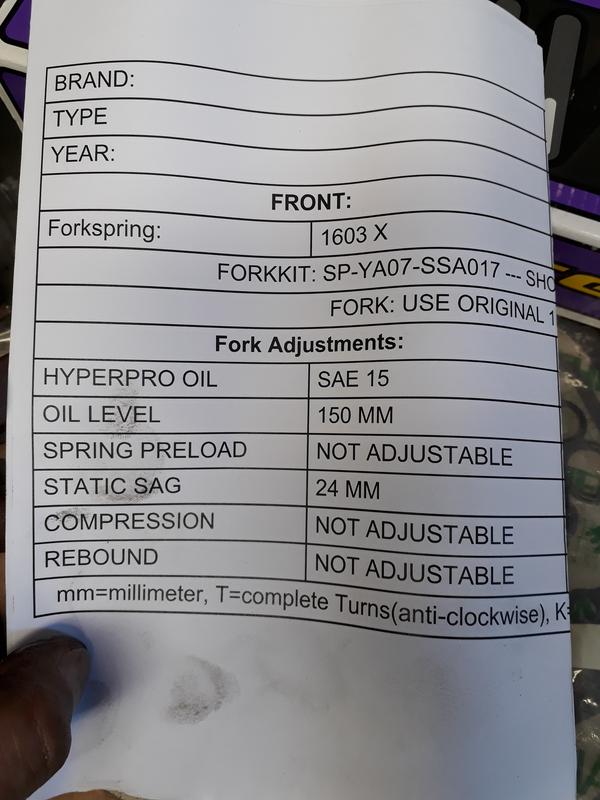 BRAND:
TYPE
YEAR:
FRONT:
Forkspring: 1603 X
FORKKIT: SP-YA07-SSA017 --- SHO
FORK: USE ORIGINAL 1
Fork Adjustments:
HYPERPRO OIL SAE 15
OIL LEVEL 150 MM
SPRING PRELOAD NOT ADJUSTABLE
STATIC SAG 24 MM
COMPRESSION NOT ADJUSTABLE
REBOUND NOT ADJUSTABLE
mm=millimeter, T=complete Turns(anti-clockwise), K=